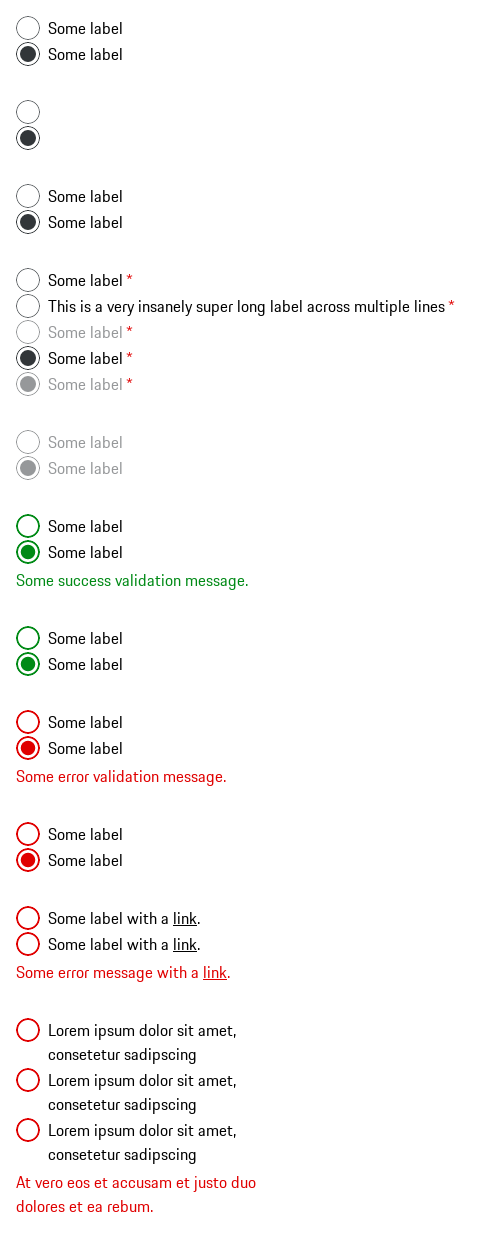 Some label
Some label
Some label
Some label
Some label *
This is a very insanely super long label across multiple lines *
Some label *
Some label *
Some label *
Some label
Some label
Some label
Some label
Some success validation message.
Some label
Some label
Some label
Some label
Some error validation message.
Some label
Some label
Some label with a link.
Some label with a link.
Some error message with a link.
Lorem ipsum dolor sit amet,
consetetur sadipscing
Lorem ipsum dolor sit amet,
consetetur sadipscing
Lorem ipsum dolor sit amet,
consetetur sadipscing
At vero eos et accusam et justo duo
dolores et ea rebum.